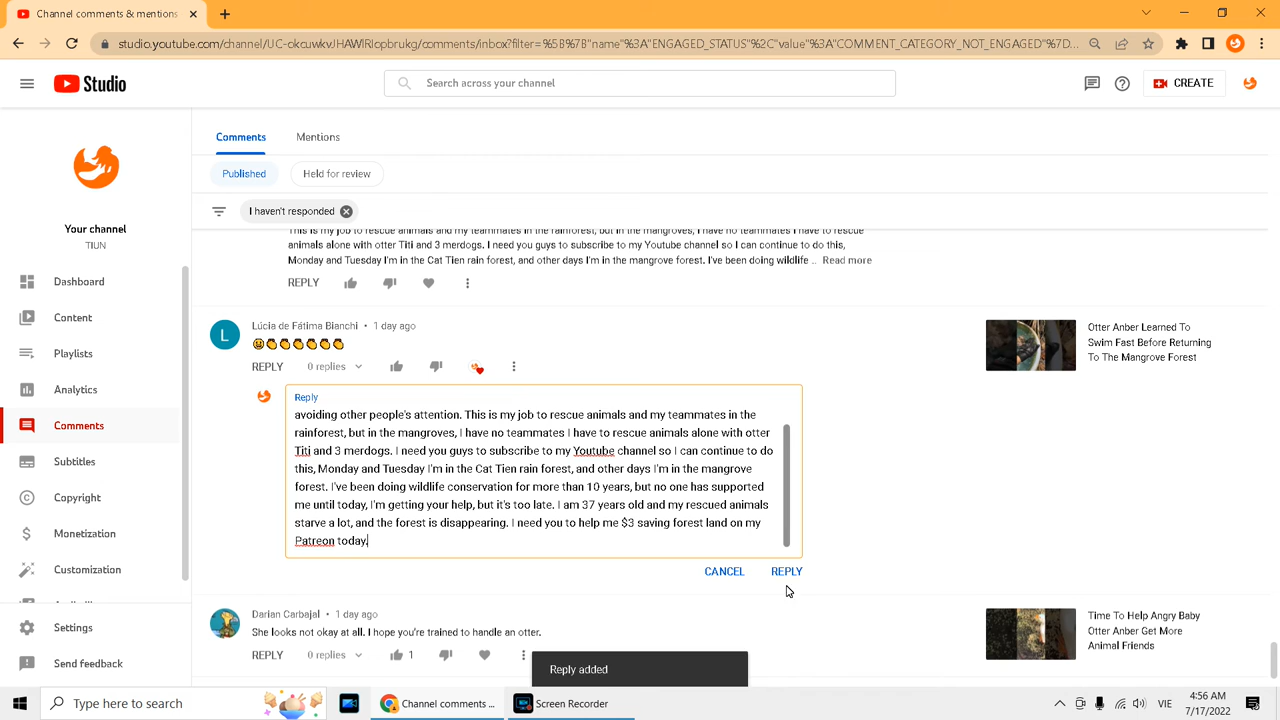 Channel comments & mentions
studio.youtube.com/channel/UC-okwukvJHAWRlqoprukg/comments/inbox?filter=%5B%7B"name"%3A"ENGAGED_STATUS"%2C"value"%3A"COMMENT_CATEGORY_NOT_ENGAGED"%7D...
Studio
Search across your channel
CREATE
Comments
Mentions
Published
Held for review
I haven't responded
Your channel
TIUN
Dashboard
Content
Playlists
Analytics
Comments
Subtitles
Copyright
Monetization
Customization
Settings
Send feedback
This is my job to rescue animals and my teammates in the rainforest, but in the mangroves, I have no teammates I have to rescue
animals alone with otter Titi and 3 merdogs. I need you guys to subscribe to my Youtube channel so I can continue to do this,
Monday and Tuesday I'm in the Cat Tien rain forest, and other days I'm in the mangrove forest. I've been doing wildlife .. Read more
REPLY
L
Lúcia de Fátima Bianchi • 1 day ago
REPLY 0 replies
Reply
avoiding other people's attention. This is my job to rescue animals and my teammates in the
rainforest, but in the mangroves, I have no teammates I have to rescue animals alone with otter
Titi and 3 merdogs. I need you guys to subscribe to my Youtube channel so I can continue to do
this, Monday and Tuesday I'm in the Cat Tien rain forest, and other days I'm in the mangrove
forest. I've been doing wildlife conservation for more than 10 years, but no one has supported
me until today, I'm getting your help, but it's too late. I am 37 years old and my rescued animals
starve a lot, and the forest is disappearing. I need you to help me $3 saving forest land on my
Patreon today.
CANCEL REPLY
Otter Anber Learned To
Swim Fast Before Returning
To The Mangrove Forest
Darian Carbajal • 1 day ago
She looks not okay at all. I hope you're trained to handle an otter.
REPLY 0 replies 1
Time To Help Angry Baby
Otter Anber Get More
Animal Friends
Reply added
Type here to search
Channel comments ...
Screen Recorder
VIE
4:56 AM
7/17/2022